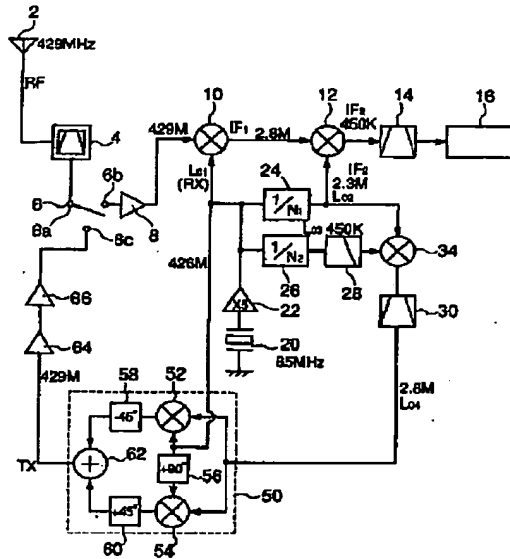 2
429MHz
RF
4
6
6a
6b
6c
8
429M
10
IF1
2.8M
12
IF2
450K
14
16
Lo1
(RX)
IF2
2.3M
Lo2
24
1/N1
Lo3
450K
1/N2
26
28
34
30
426M
X5
22
20
85MHz
66
64
429M
2.8M
Lo4
58
-45°
52
62
+90°
56
TX
+45°
60
54
50